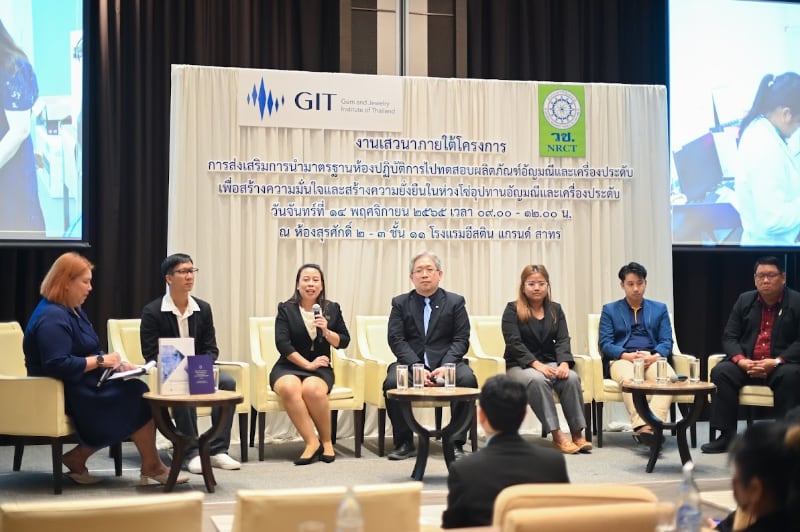 GIT
Gem and Jewelry
Institute of Thailand
วช.
NRCT
งานเสวนาภายใต้โครงการ
การส่งเสริมการนำมาตรฐานห้องปฏิบัติการไปทดสอบผลิตภัณฑ์อัญมณีและเครื่องประดับ
เพื่อสร้างความมั่นใจและสร้างความยั่งยืนในห่วงโซ่อุปทานอัญมณีและเครื่องประดับ
วันจันทร์ที่ ๑๔ พฤศจิกายน ๒๕๖๕ เวลา ๐๙.๐๐ - ๑๒.๐๐ น.
ณ ห้องสุรศักดิ์ ๒ - ๓ ชั้น ๑๑ โรงแรมอีสติน แกรนด์ สาทร